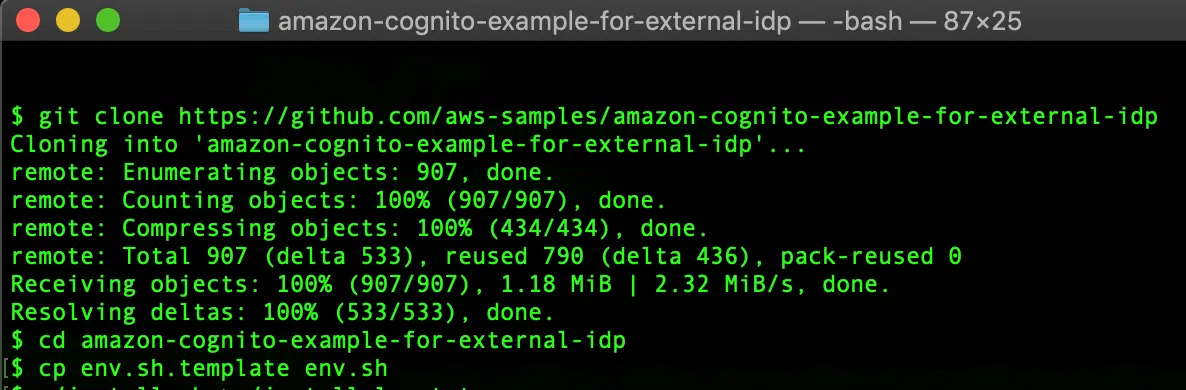 amazon-cognito-example-for-external-idp — -bash — 87×25
$ git clone https://github.com/aws-samples/amazon-cognito-example-for-external-idp
Cloning into 'amazon-cognito-example-for-external-idp'...
remote: Enumerating objects: 907, done.
remote: Counting objects: 100% (907/907), done.
remote: Compressing objects: 100% (434/434), done.
remote: Total 907 (delta 533), reused 790 (delta 436), pack-reused 0
Receiving objects: 100% (907/907), 1.18 MiB | 2.32 MiB/s, done.
Resolving deltas: 100% (533/533), done.
$ cd amazon-cognito-example-for-external-idp
[$ cp env.sh.template env.sh